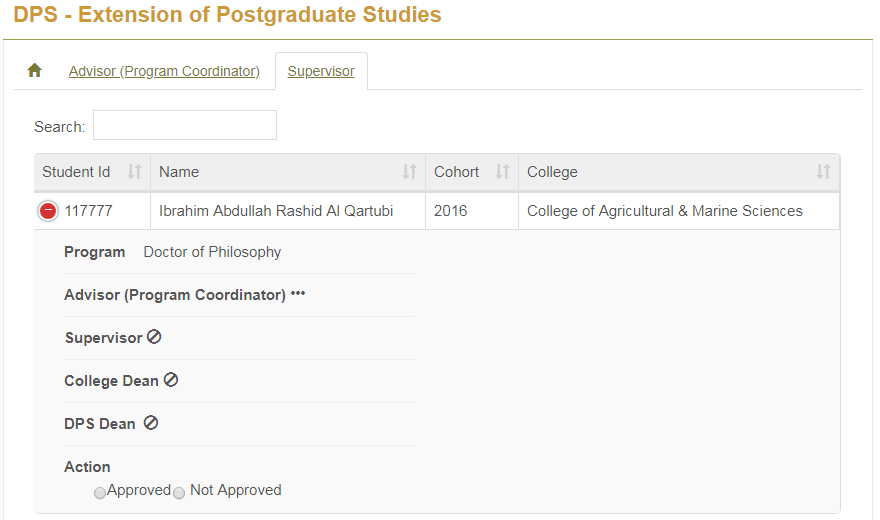 DPS - Extension of Postgraduate Studies
Advisor (Program Coordinator) Supervisor
Search:
Student Id Name Cohort College
117777 Ibrahim Abdullah Rashid Al Qartubi 2016 College of Agricultural & Marine Sciences
Program Doctor of Philosophy
Advisor (Program Coordinator) •••
Supervisor
College Dean
DPS Dean
Action
Approved Not Approved